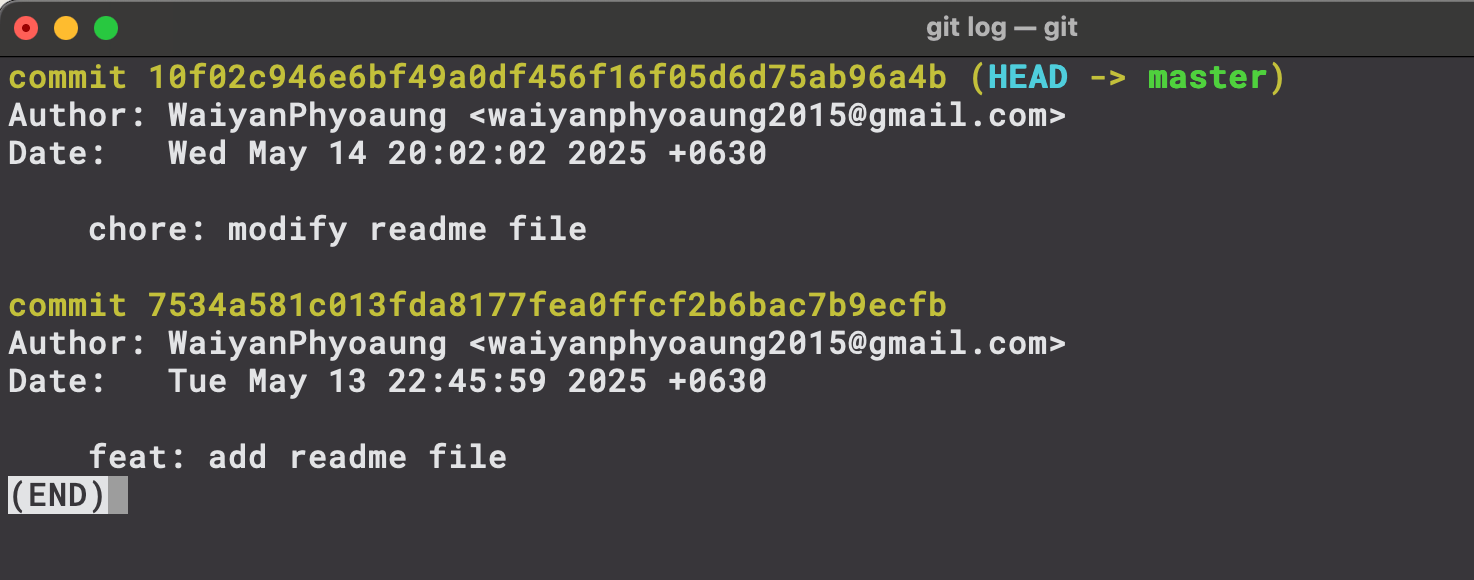 git log — git
commit 10f02c946e6bf49a0df456f16f05d6d75ab96a4b (HEAD -> master)
Author: WaiyanPhyoaung <waiyanphyoaung2015@gmail.com>
Date:   Wed May 14 20:02:02 2025 +0630
    chore: modify readme file
commit 7534a581c013fda8177fea0ffcf2b6bac7b9ecfb
Author: WaiyanPhyoaung <waiyanphyoaung2015@gmail.com>
Date:   Tue May 13 22:45:59 2025 +0630
    feat: add readme file
(END)